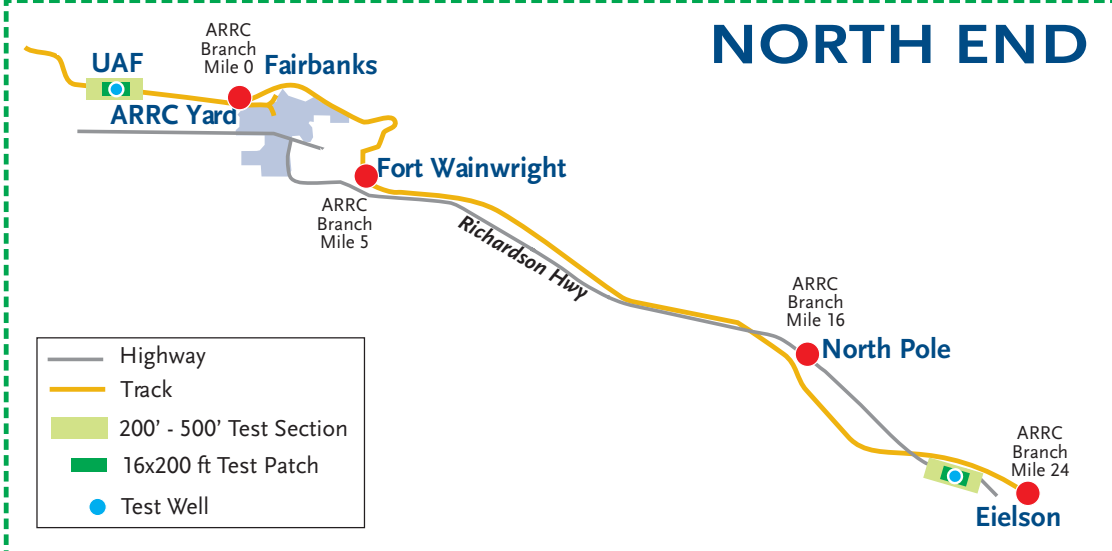 NORTH END
ARRC
Branch
Mile 0
UAF
Fairbanks
ARRC Yard
Fort Wainwright
ARRC
Branch
Mile 5
Richardson Hwy
ARRC
Branch
Mile 16
North Pole
ARRC
Branch
Mile 24
Eielson
Highway
Track
200' - 500' Test Section
16x200 ft Test Patch
Test Well